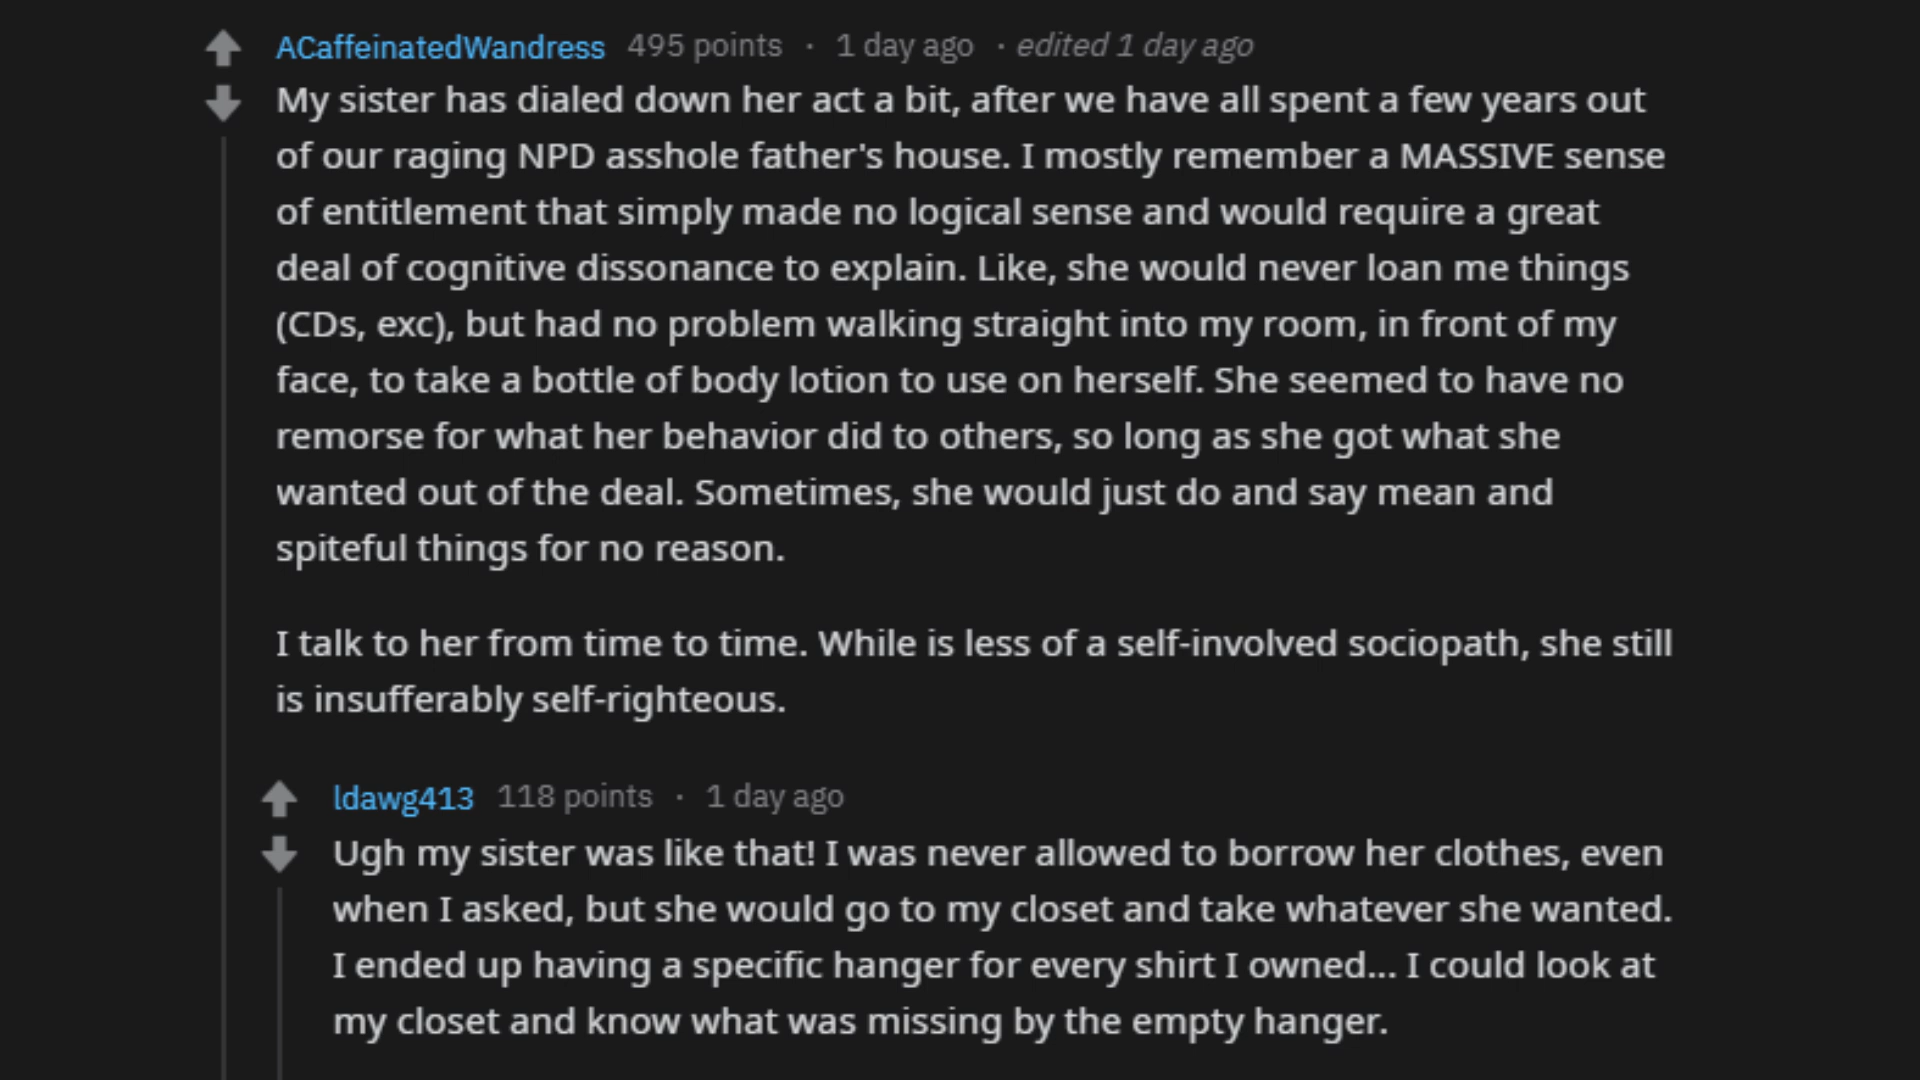 ACaffeinatedWandress 495 points · 1 day ago · edited 1 day ago
My sister has dialed down her act a bit, after we have all spent a few years out
of our raging NPD asshole father's house. I mostly remember a MASSIVE sense
of entitlement that simply made no logical sense and would require a great
deal of cognitive dissonance to explain. Like, she would never loan me things
(CDs, exc), but had no problem walking straight into my room, in front of my
face, to take a bottle of body lotion to use on herself. She seemed to have no
remorse for what her behavior did to others, so long as she got what she
wanted out of the deal. Sometimes, she would just do and say mean and
spiteful things for no reason.
I talk to her from time to time. While is less of a self-involved sociopath, she still
is insufferably self-righteous.
ldawg413 118 points · 1 day ago
Ugh my sister was like that! I was never allowed to borrow her clothes, even
when I asked, but she would go to my closet and take whatever she wanted.
I ended up having a specific hanger for every shirt I owned... I could look at
my closet and know what was missing by the empty hanger.